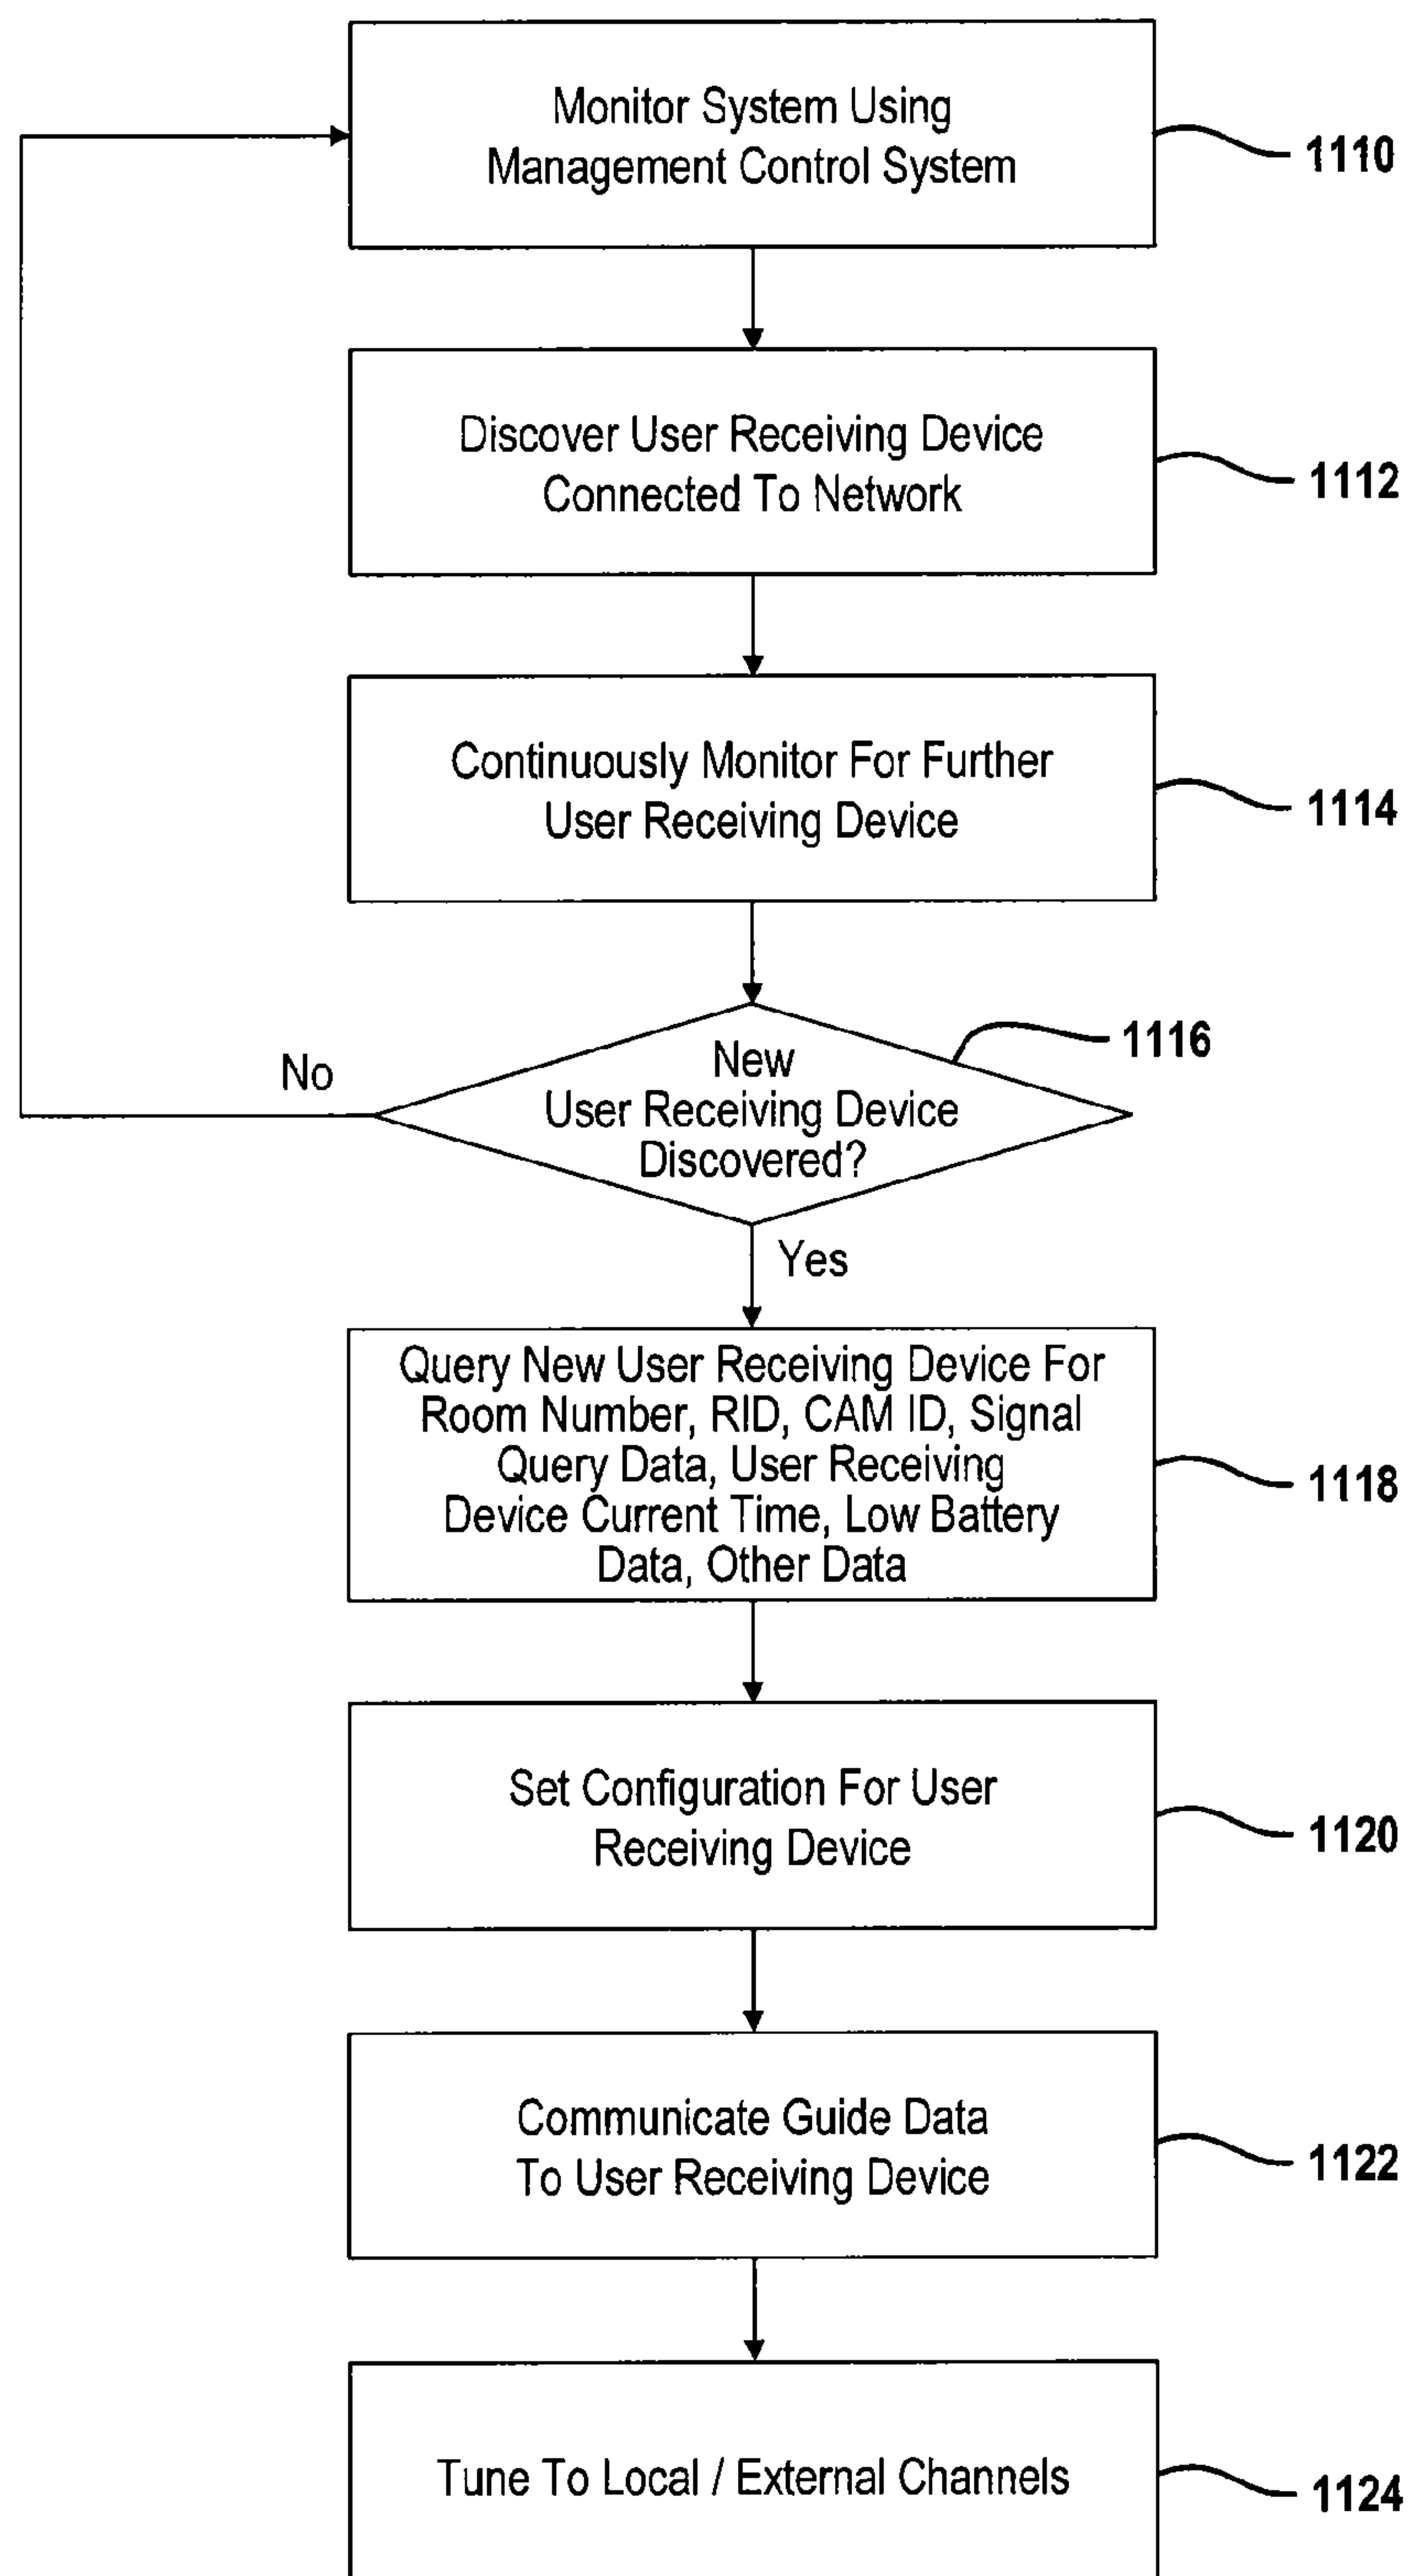 Monitor System Using
Management Control System
1110
Discover User Receiving Device
Connected To Network
1112
Continuously Monitor For Further
User Receiving Device
1114
1116
No
New
User Receiving Device
Discovered?
Yes
Query New User Receiving Device For
Room Number, RID, CAM ID, Signal
Query Data, User Receiving
Device Current Time, Low Battery
Data, Other Data
1118
Set Configuration For User
Receiving Device
1120
Communicate Guide Data
To User Receiving Device
1122
Tune To Local / External Channels
1124